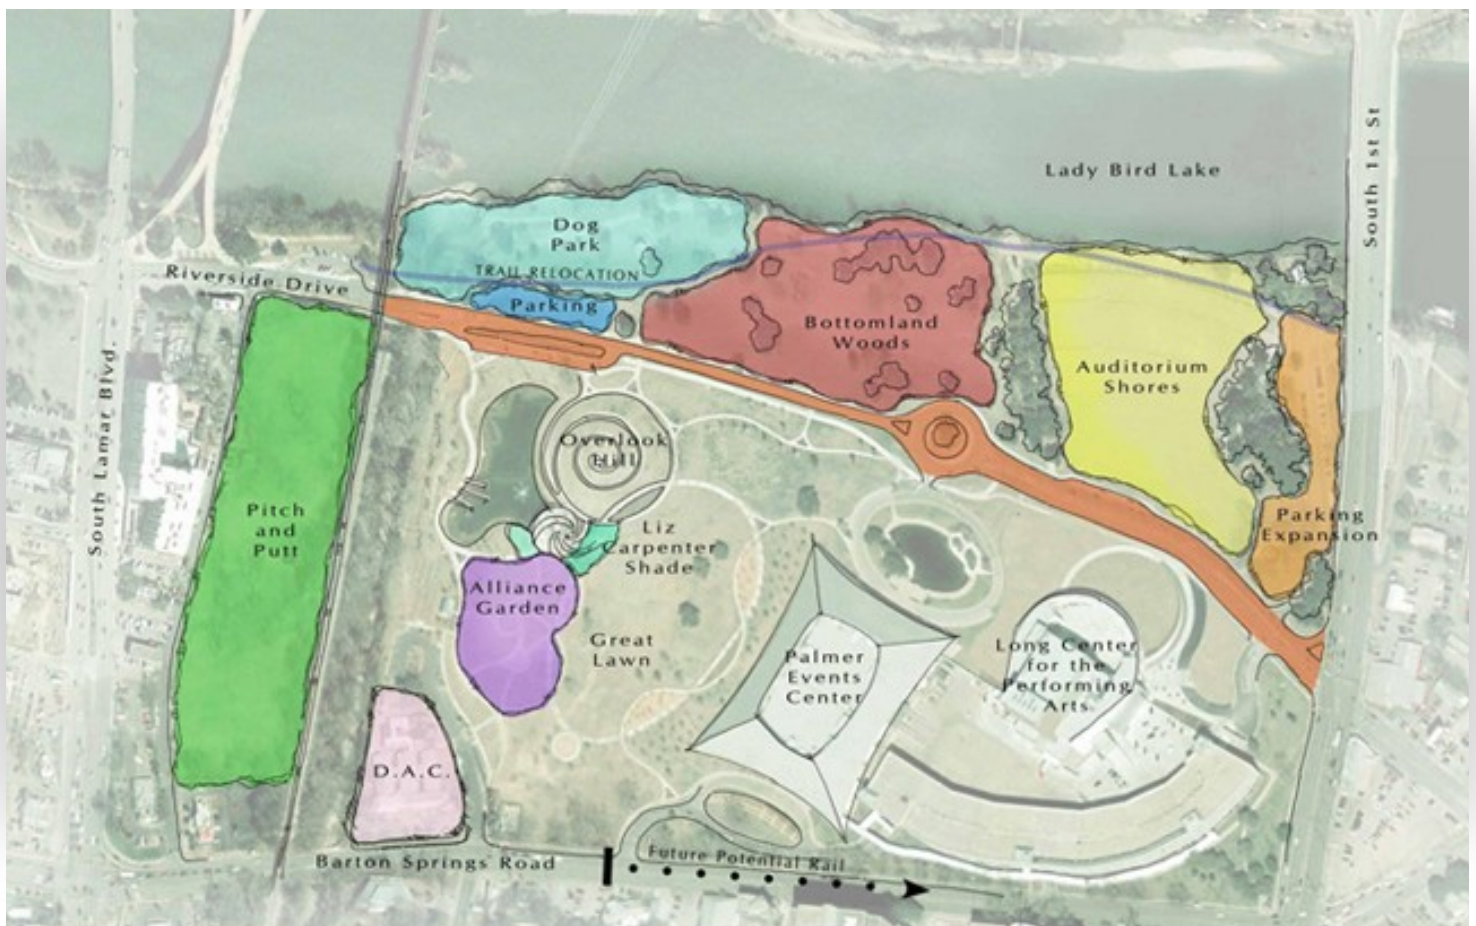 Lady Bird Lake
South 1st St
Dog
Park
TRAIL RELOCATION
Riverside Drive
Parking
Bottomland
Woods
Auditorium
Shores
South Lamar Blvd.
Overlook
Hill
Pitch
and
Putt
Liz
Carpenter
Shade
Parking
Expansion
Alliance
Garden
Great
Lawn
Palmer
Events
Center
Long Center
for the
Performing
Arts
D.A.C.
Barton Springs Road
Future Potential Rail